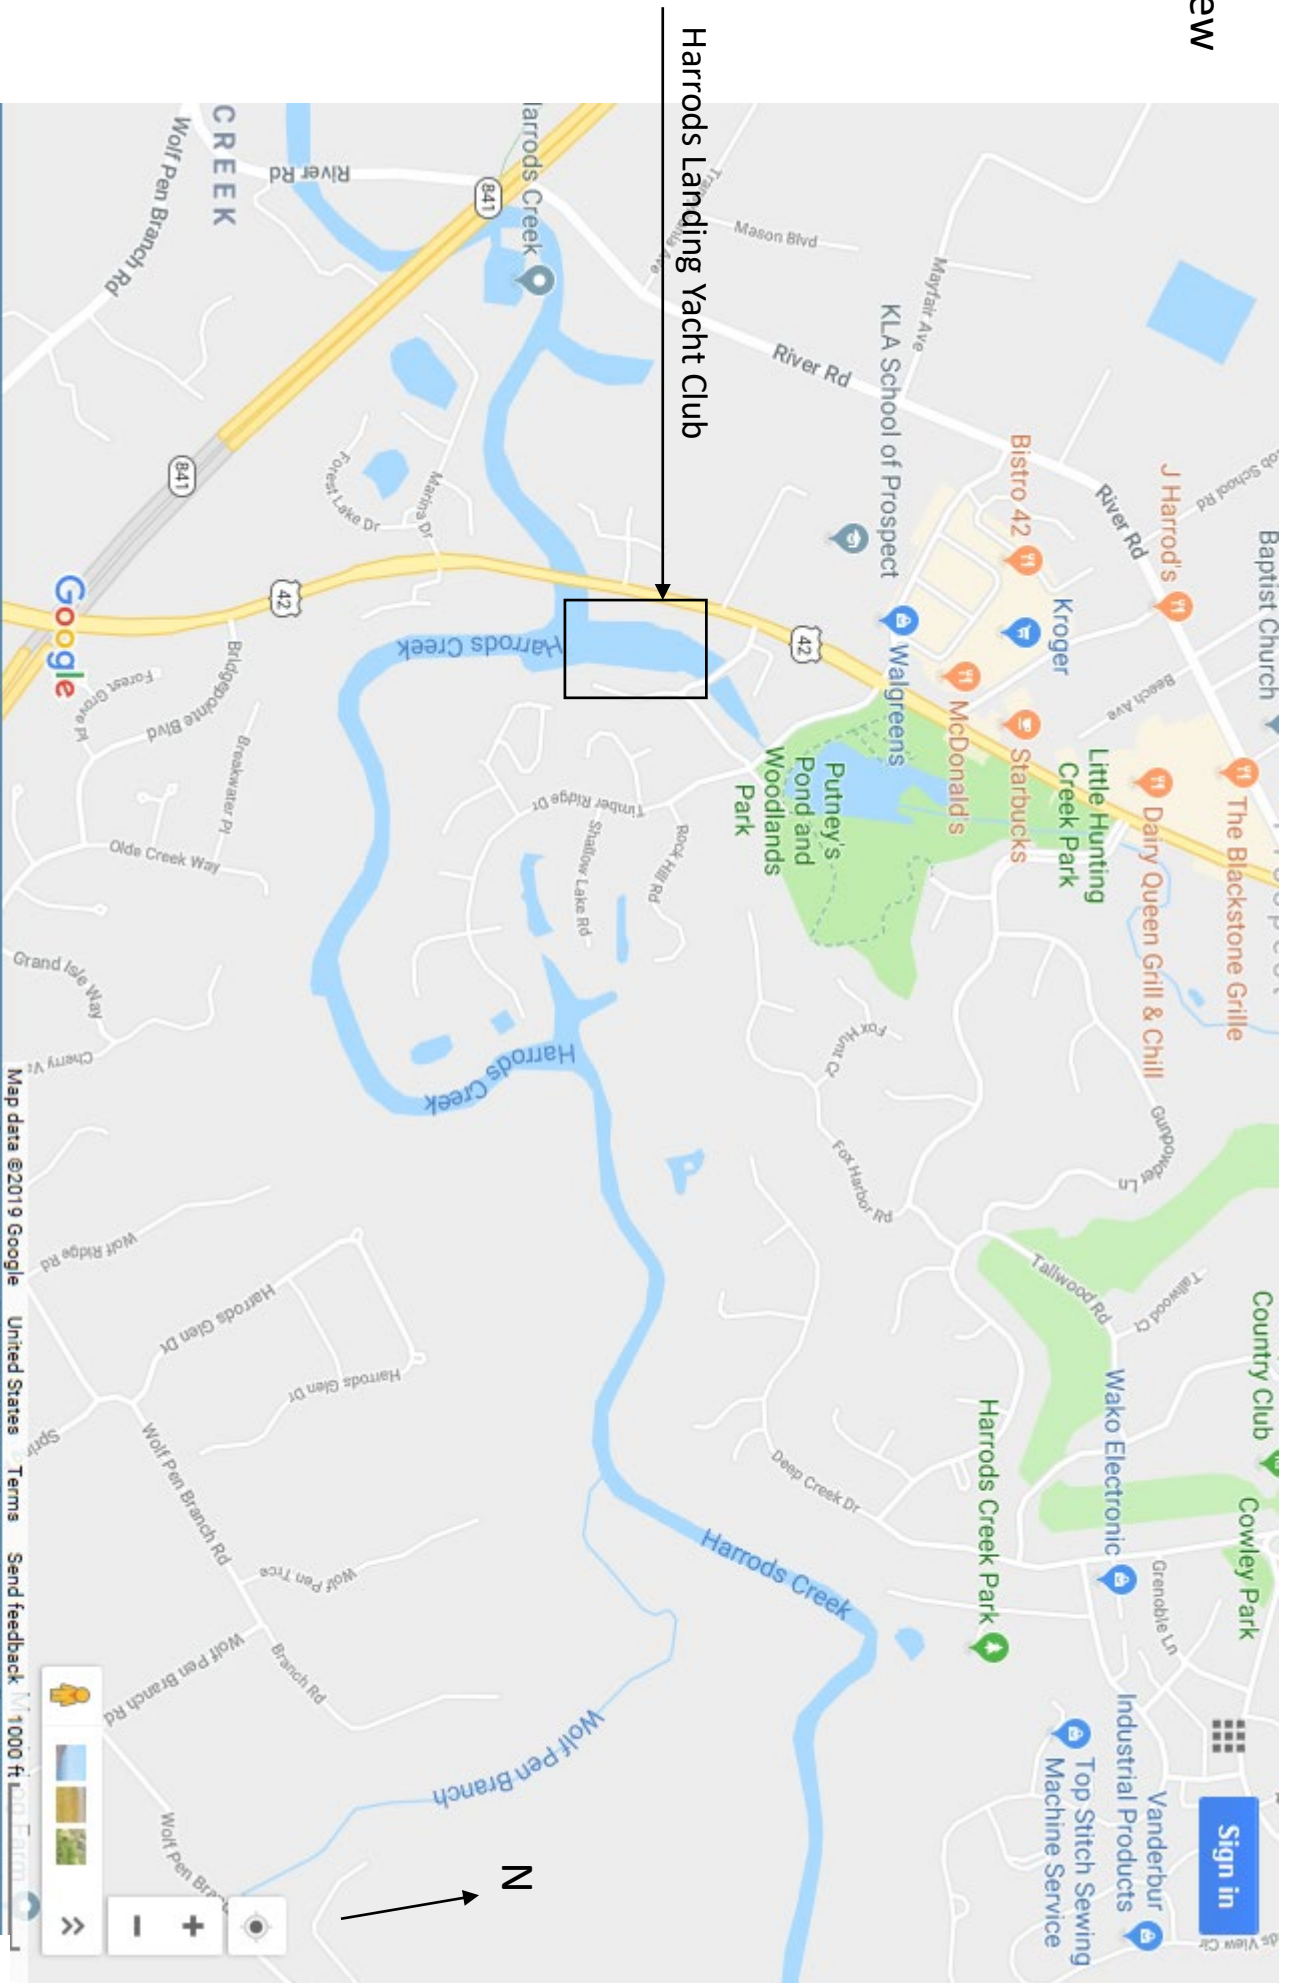 ew
Harrods Landing Yacht Club
Baptist Church
The Blackstone Grille
J Harrod's
River Rd
Dairy Queen Grill & Chill
Little Hunting
Creek Park
Beech Ave
Kroger
Bistro 42
Starbucks
McDonald's
Walgreens
KLA School of Prospect
Mayfair Ave
Mason Blvd
River Rd
42
Putney's
Pond and
Woodlands
Park
Country Club
Cowley Park
Sign in
Tallwood Ct
Tallwood Rd
Gunpowder Ln
Wako Electronic
Grenoble Ln
Vanderbur
Industrial Products
Top Stitch Sewing
Machine Service
Harrods Creek Park
Fox Hunt Ct
Fox Harbor Rd
Deep Creek Dr
Harrods Creek
Rock Hill Rd
Shallow Lake Rd
Timber Ridge Dr
Harrods Creek
Harrods Creek
Harrods Creek
841
River Rd
CREEK
Wolf Pen Branch Rd
Marina Dr
Forest Lake Dr
841
42
Bridgepointe Blvd
Breakwater Pl
Forest Grove Pl
Olde Creek Way
Grand Isle Way
Wolf Ridge Rd
Harrods Glen Dr
Harrods Glen Dr
Wolf Pen Branch Rd
Wolf Pen Trce
Branch Rd
Wolf Pen Branch Rd
Wolf Pen Branch
N
Google
Map data ©2019 Google United States Terms Send feedback 1000 ft